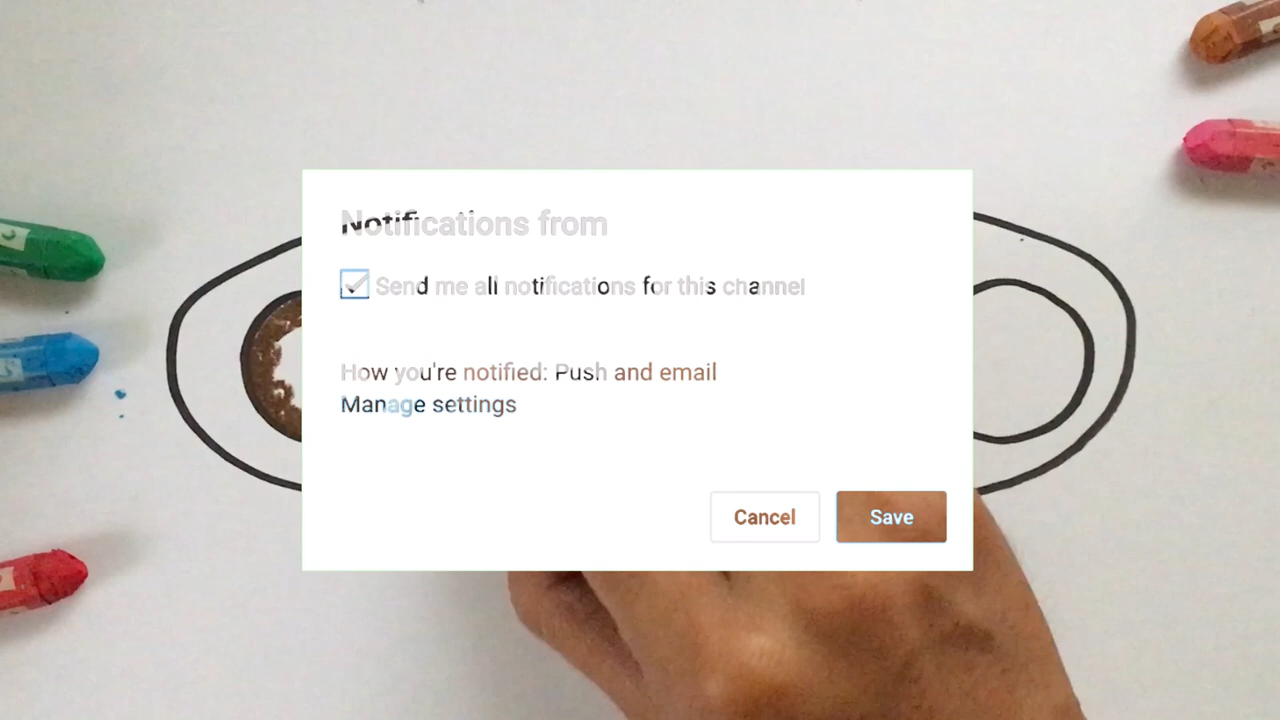 Notifications from
Send me all notifications for this channel
How you're notified: Push and email
Manage settings
Cancel
Save